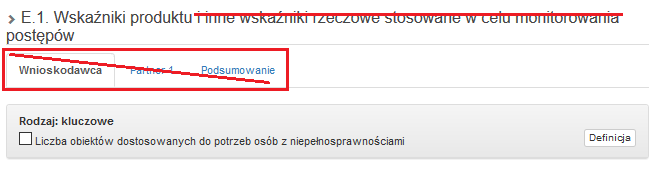 E.1. Wskaźniki produktu i inne wskaźniki rzeczowe stosowane w celu monitorowania
postępów
Wnioskodawca Partner 1 Podsumowanie
Rodzaj: kluczowe
Liczba obiektów dostosowanych do potrzeb osób z niepełnosprawnościami
Definicja